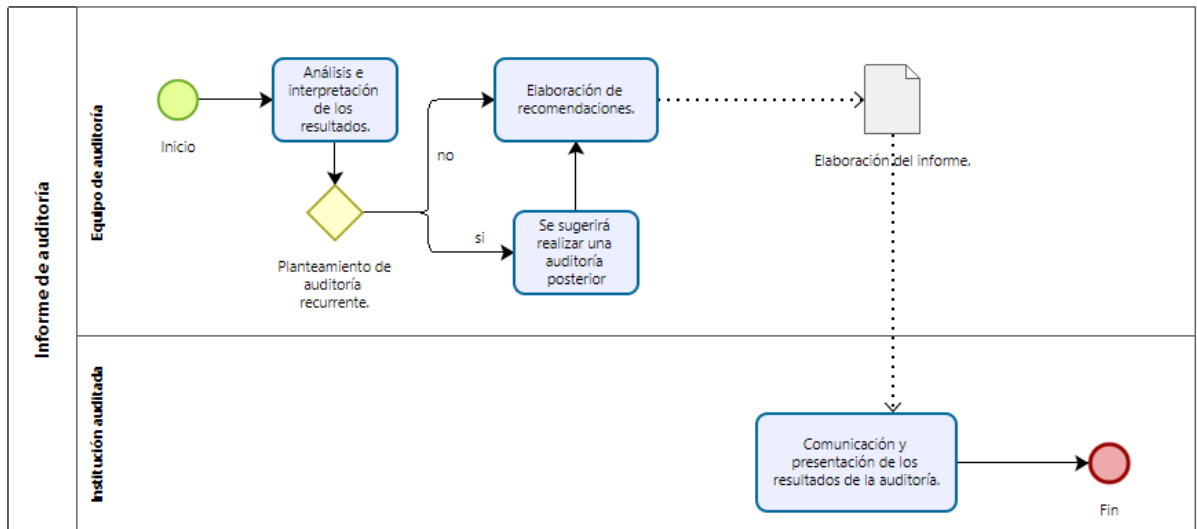 Informe de auditoría
Equipo de auditoría
Inicio
Análisis e
interpretación
de los
resultados.
Planteamiento de
auditoría
recurrente.
no
si
Elaboración de
recomendaciones.
Se sugerirá
realizar una
auditoría
posterior
Elaboración del informe.
Institución auditada
Comunicación y
presentación de los
resultados de la auditoría.
Fin